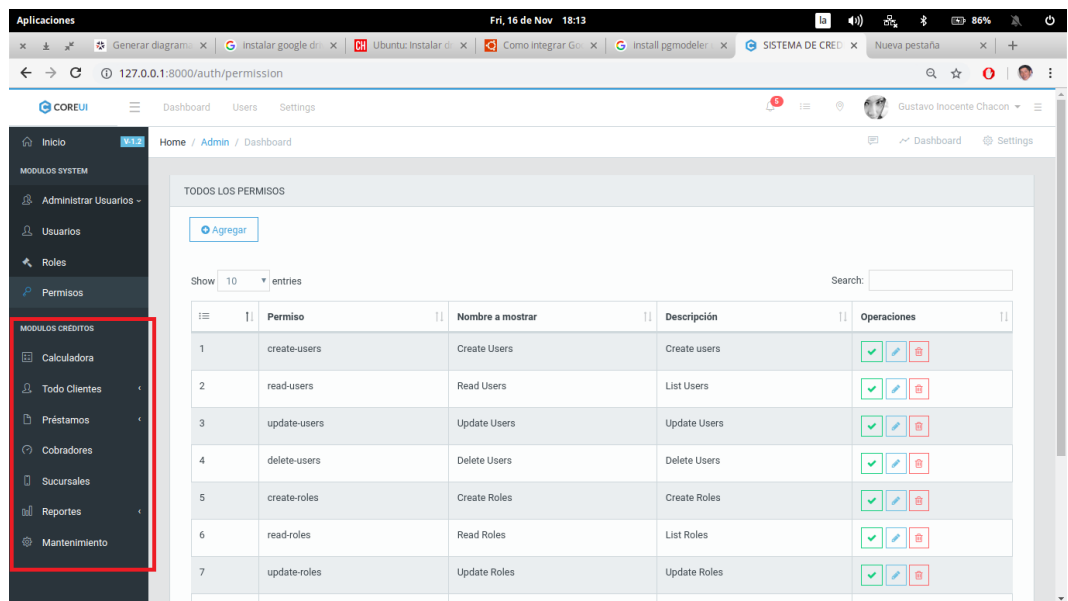 Aplicaciones
Fri, 16 de Nov 18:13
la
86%
Generar diagrama
instalar google dri
CH Ubuntu: Instalar d
Como integrar Go
install pgmodeler
SISTEMA DE CRED
Nueva pestaña
127.0.0.1:8000/auth/permission
COREUI
Dashboard Users Settings
5
Gustavo Inocente Chacon
Inicio
V-1.2
Home / Admin / Dashboard
Dashboard
Settings
MODULOS SYSTEM
Administrar Usuarios
Usuarios
Roles
Permisos
MODULOS CRÉDITOS
Calculadora
Todo Clientes
Préstamos
Cobradores
Sucursales
Reportes
Mantenimiento
TODOS LOS PERMISOS
Agregar
Show 10 entries
Search:
Permiso Nombre a mostrar Descripción Operaciones
1 create-users Create Users Create users
2 read-users Read Users List Users
3 update-users Update Users Update Users
4 delete-users Delete Users Delete Users
5 create-roles Create Roles Create Roles
6 read-roles Read Roles List Roles
7 update-roles Update Roles Update Roles